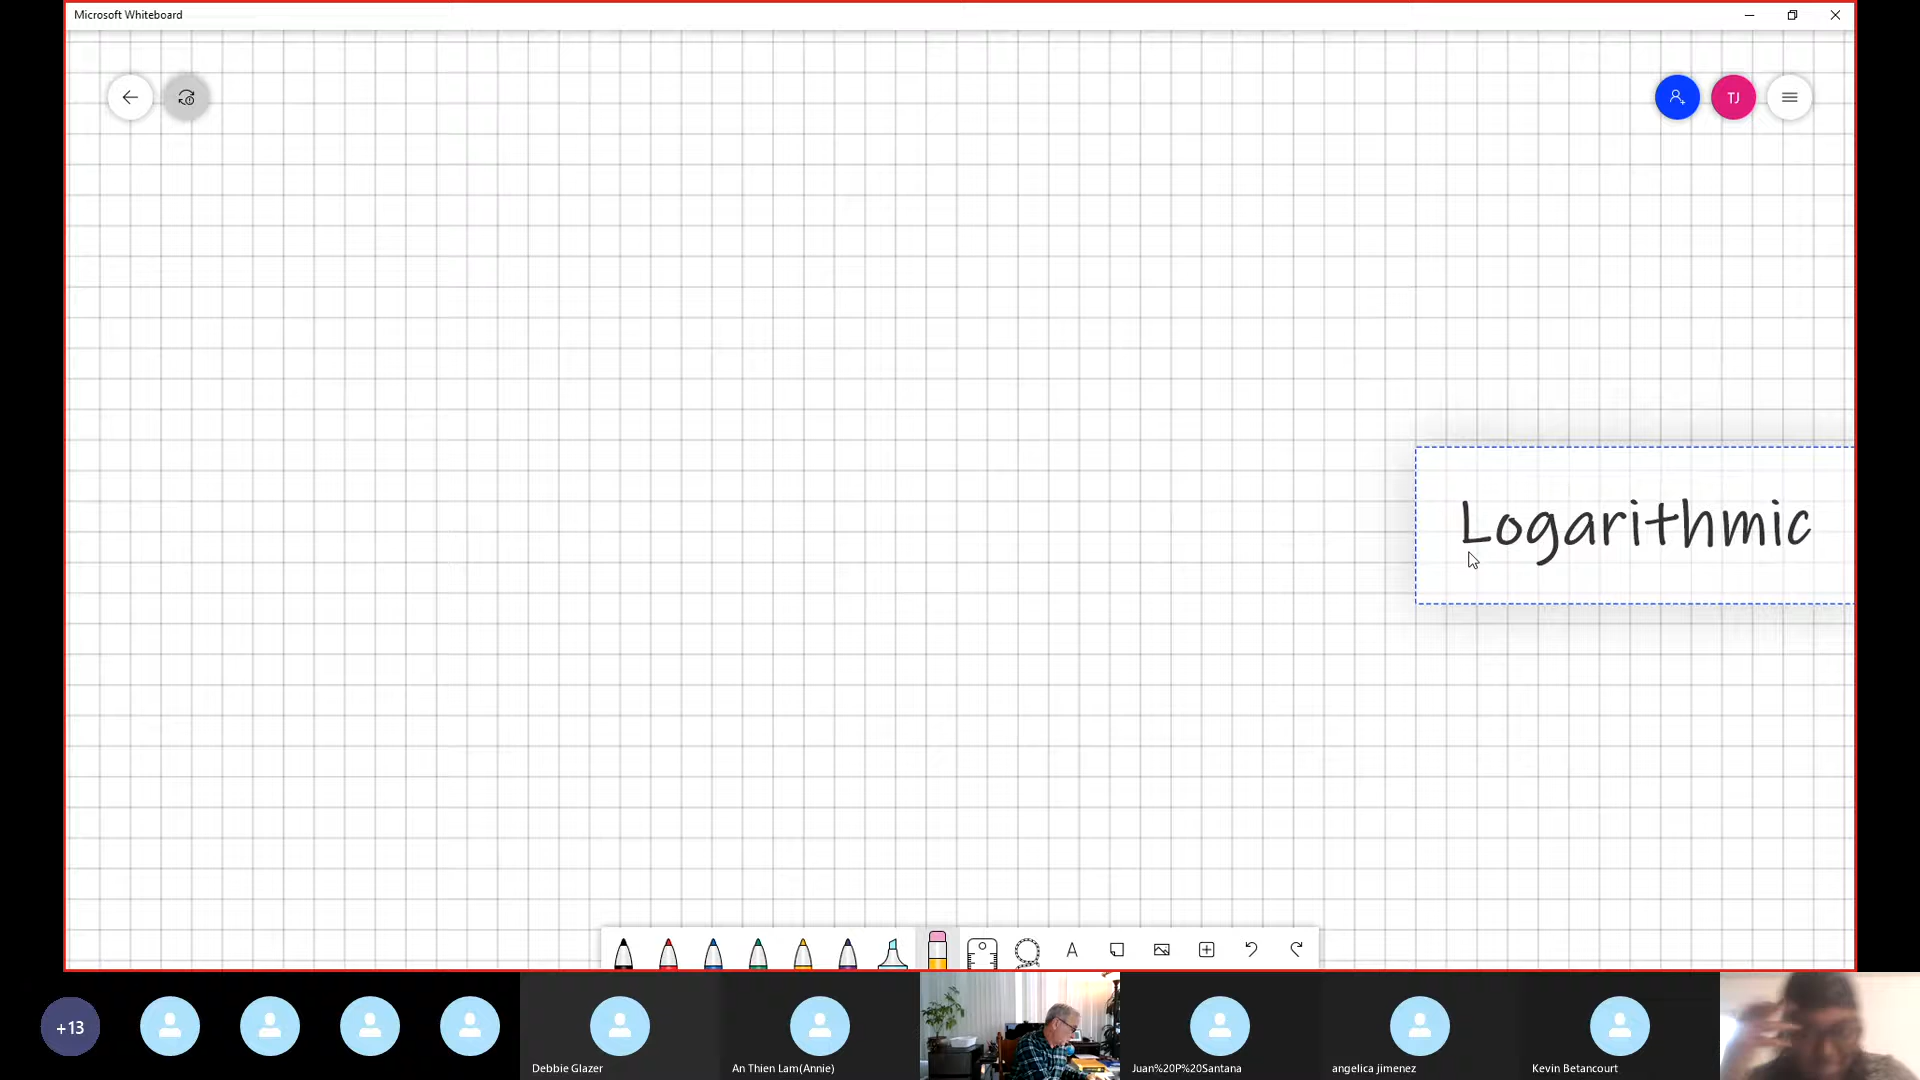 Microsoft Whiteboard
TJ
Logarithmic
A
+13
Debbie Glazer
An Thien Lam(Annie)
Juan%20P%20Santana
angelica jimenez
Kevin Betancourt